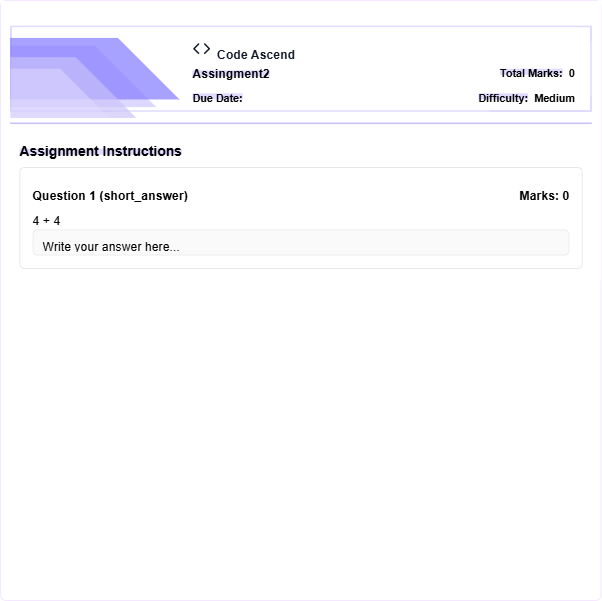 Code Ascend
Assingment2
Total Marks: 0
Due Date:
Difficulty: Medium
Assignment Instructions
Question 1 (short_answer)
Marks: 0
4 + 4
Write your answer here...